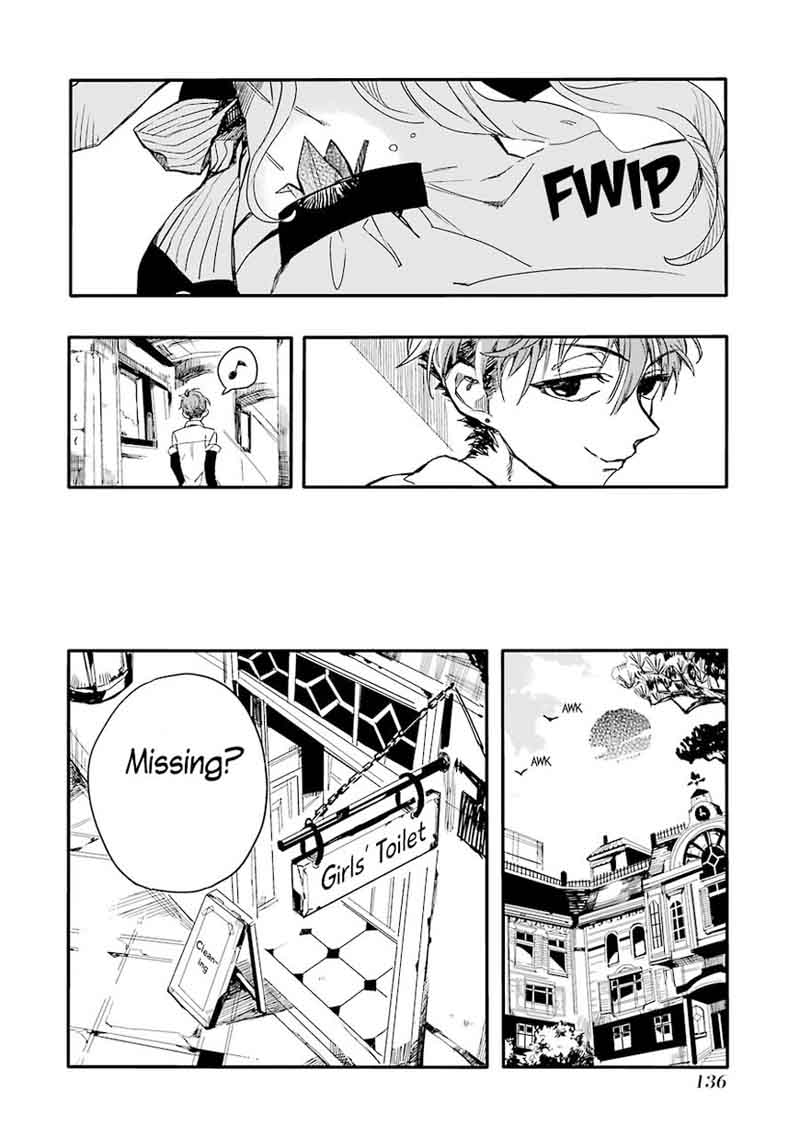 FWIP
♪
AWK
AWK
Missing?
Girls' Toilet
Clean-
ing
136